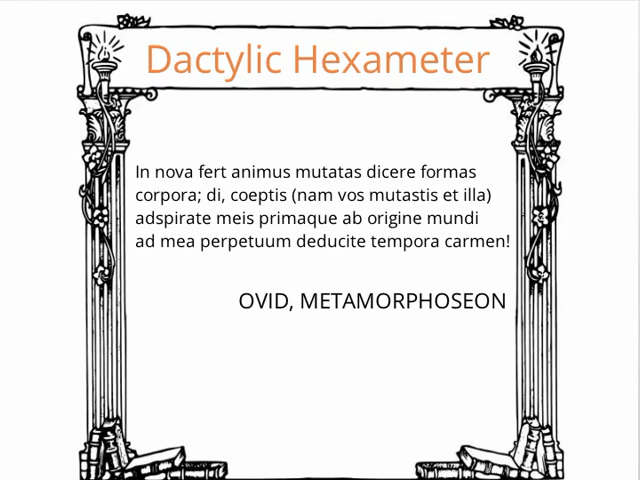 Dactylic Hexameter
In nova fert animus mutatas dicere formas
corpora; di, coeptis (nam vos mutastis et illa)
adspirate meis primaque ab origine mundi
ad mea perpetuum deducite tempora carmen!
OVID, METAMORPHOSEON